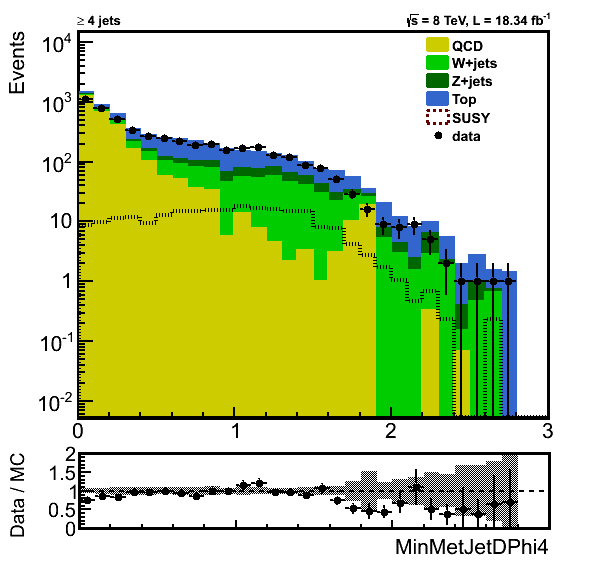 ≥ 4 jets
√s = 8 TeV, L = 18.34 fb⁻¹
Events
10⁴
10³
10²
10
1
10⁻¹
10⁻²
QCD
W+jets
Z+jets
Top
SUSY
data
0 1 2 3
Data / MC
2
1.5
1
0.5
0
MinMetJetDPhi4